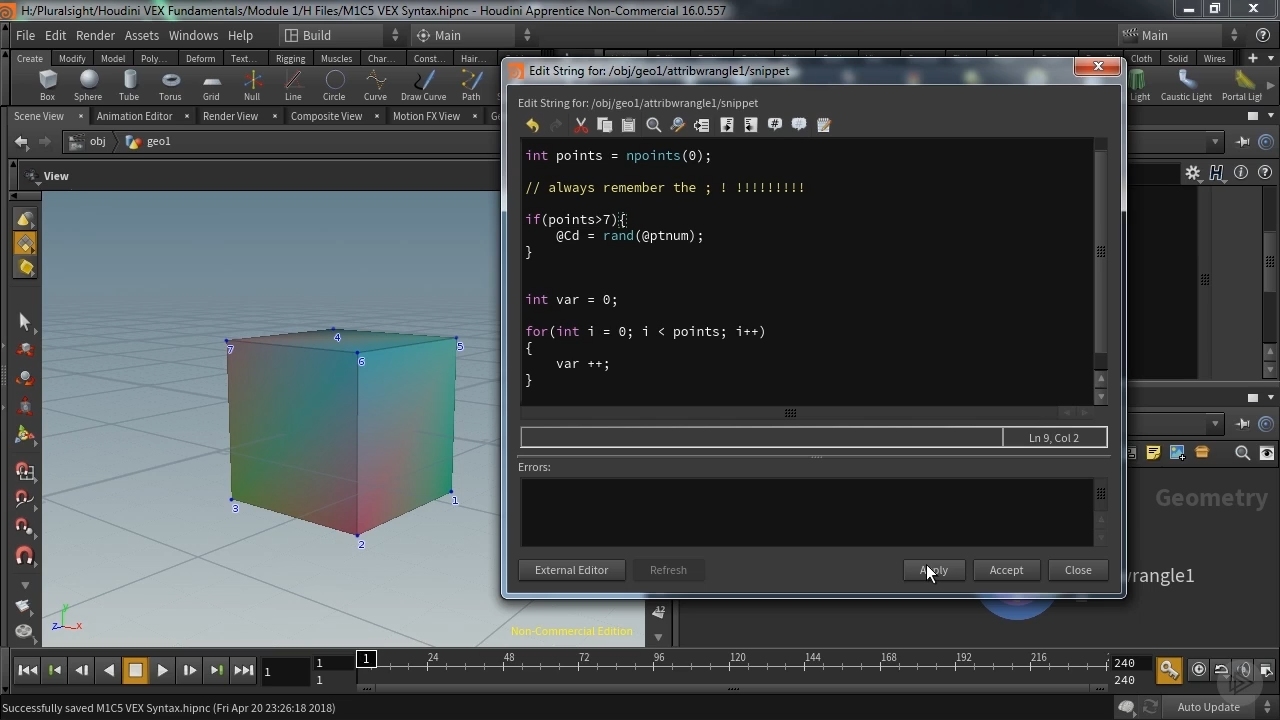 H:/Pluralsight/Houdini VEX Fundamentals/Module 1/H Files/M1C5 VEX Syntax.hipnc - Houdini Apprentice Non-Commercial 16.0.557
File Edit Render Assets Windows Help Build Main Main
Create Modify Model Poly... Deform Text... Rigging Muscles Char... Const... Hair... Cloth Solid Wires
Box Sphere Tube Torus Grid Null Line Circle Curve Draw Curve Path Light Caustic Light Portal Lig
Scene View Animation Editor Render View Composite View Motion FX View
obj geo1
View
Edit String for: /obj/geo1/attribwrangle1/snippet
Edit String for: /obj/geo1/attribwrangle1/snippet
int points = npoints(0);
// always remember the ; ! !!!!!!!!!
if(points>7){
@Cd = rand(@ptnum);
}
int var = 0;
for(int i = 0; i < points; i++)
{
var ++;
}
Ln 9, Col 2
Errors:
External Editor Refresh Apply Accept Close
4
7
5
6
3
1
2
y
z x
Non-Commercial Edition
Geometry
wrangle1
12
1
1
1
1
24 48 72 96 120 144 168 192 216
240
240
Successfully saved M1C5 VEX Syntax.hipnc (Fri Apr 20 23:26:18 2018)
Auto Update